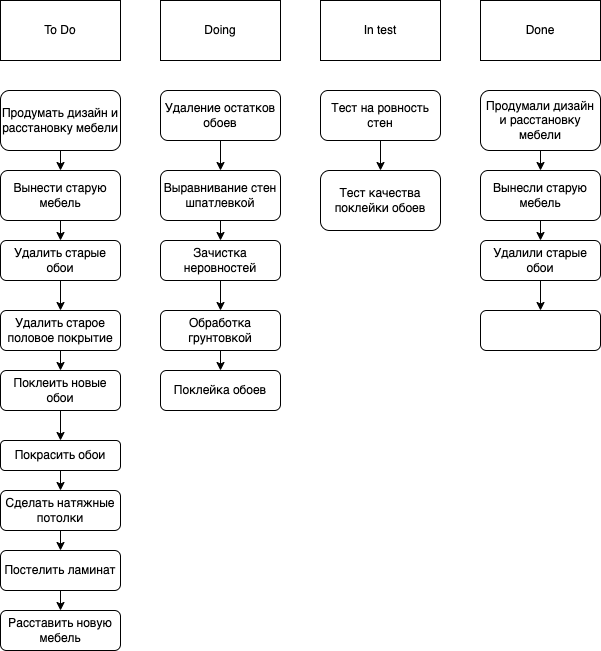 To Do
Doing
In test
Done
Продумать дизайн и
расстановку мебели
Вынести старую
мебель
Удалить старые
обои
Удалить старое
половое покрытие
Поклеить новые
обои
Покрасить обои
Сделать натяжные
потолки
Постелить ламинат
Расставить новую
мебель
Удаление остатков
обоев
Выравнивание стен
шпатлевкой
Зачистка
неровностей
Обработка
грунтовкой
Поклейка обоев
Тест на ровность
стен
Тест качества
поклейки обоев
Продумали дизайн
и расстановку
мебели
Вынесли старую
мебель
Удалили старые
обои